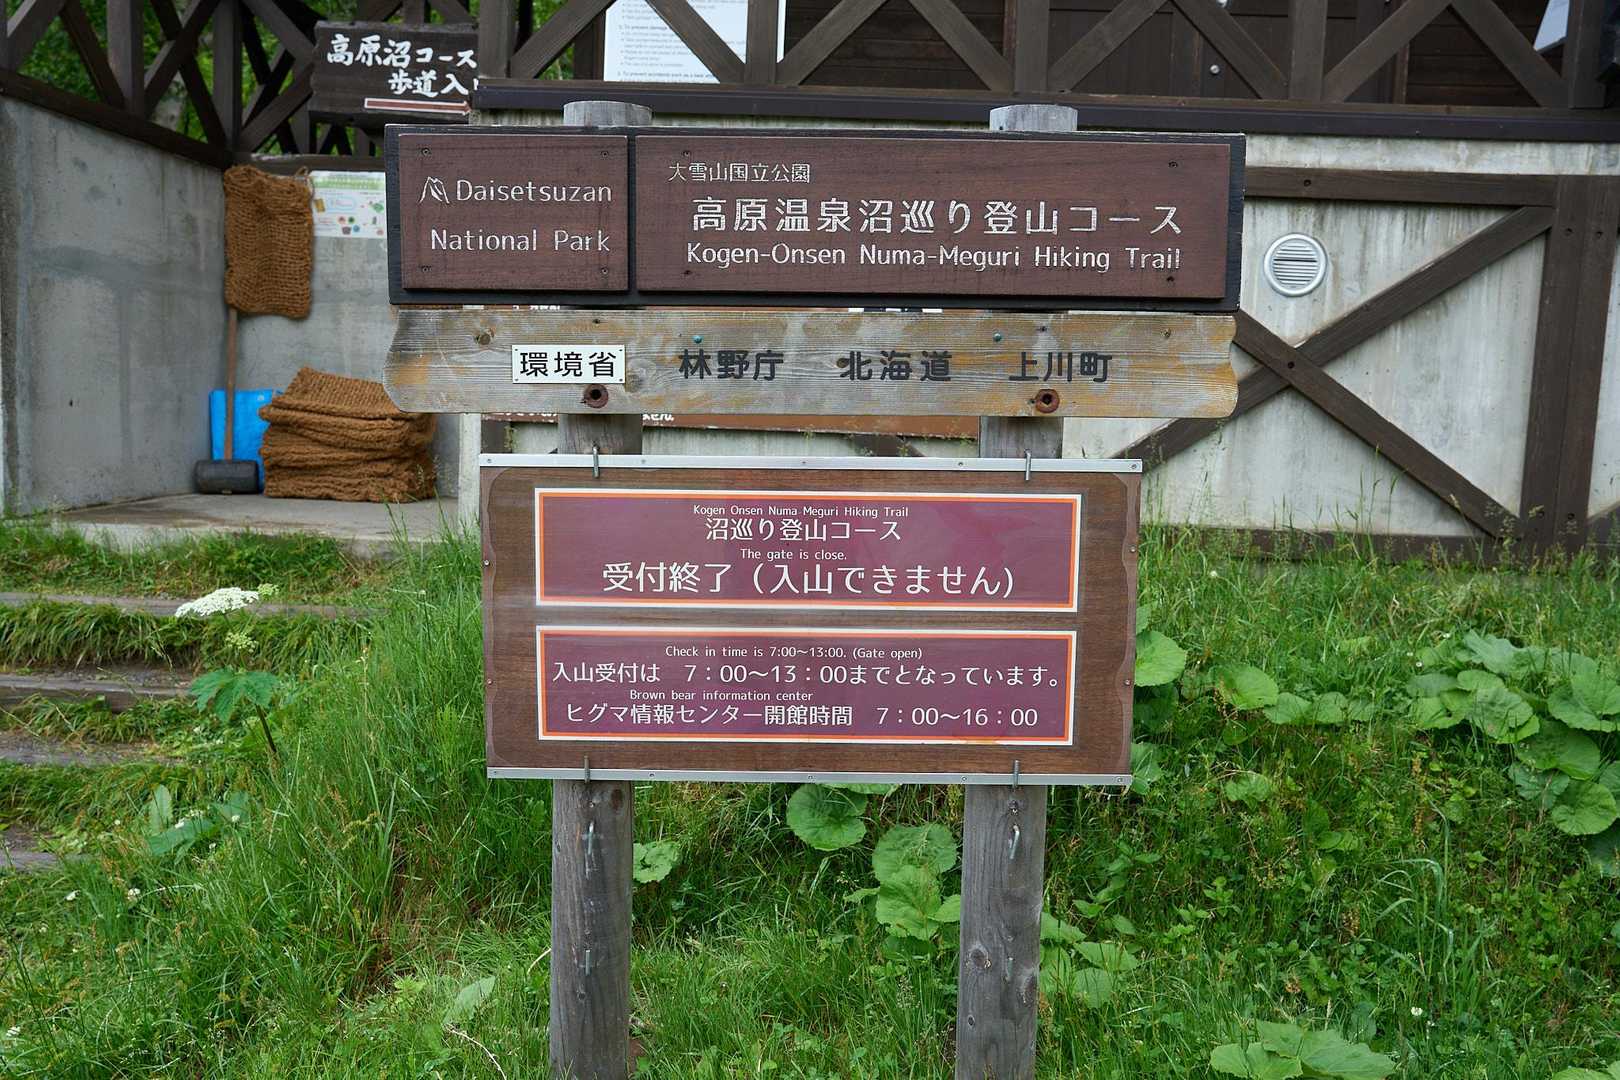 高原沼コース
歩道入
Daisetsuzan
National Park
大雪山国立公園
高原温泉沼巡り登山コース
Kogen-Onsen Numa-Meguri Hiking Trail
環境省 林野庁 北海道 上川町
Kogen Onsen Numa Meguri Hiking Trail
沼巡り登山コース
The gate is close.
受付終了（入山できません）
Check in time is 7:00～13:00. (Gate open)
入山受付は 7：00～13：00までとなっています。
Brown bear information center
ヒグマ情報センター開館時間 7：00～16：00